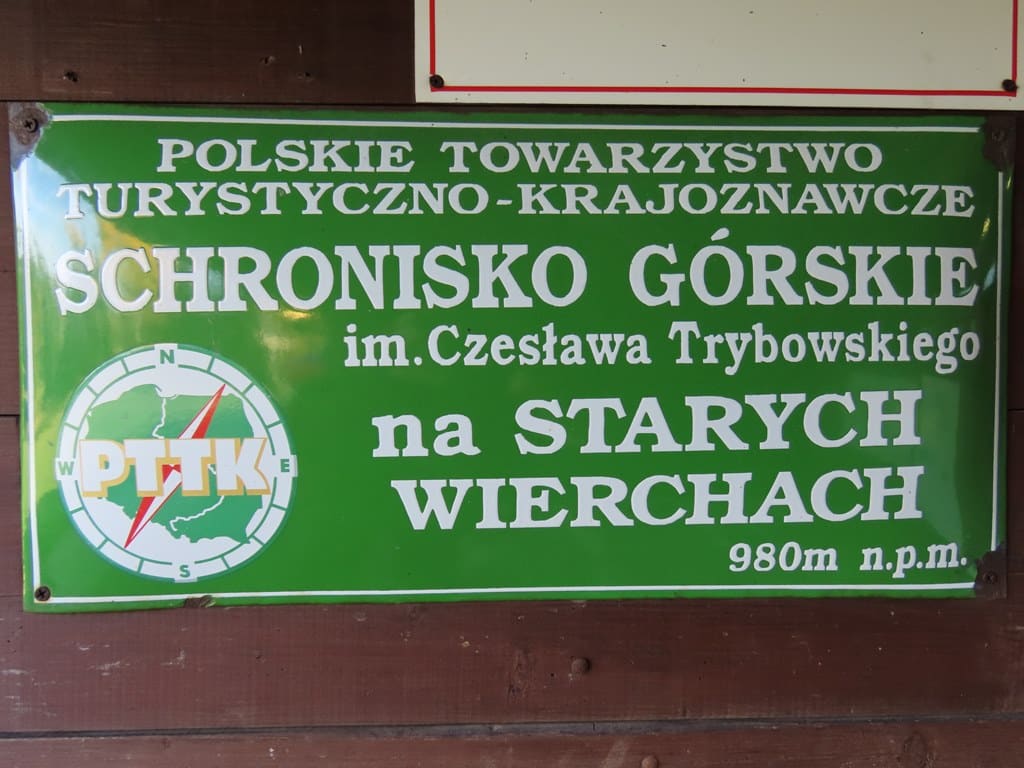 POLSKIE TOWARZYSTWO
TURYSTYCZNO-KRAJOZNAWCZE
SCHRONISKO GÓRSKIE
im. Czesława Trybowskiego
na STARYCH
WIERCHACH
980m n.p.m.
N
W PTTK E
S